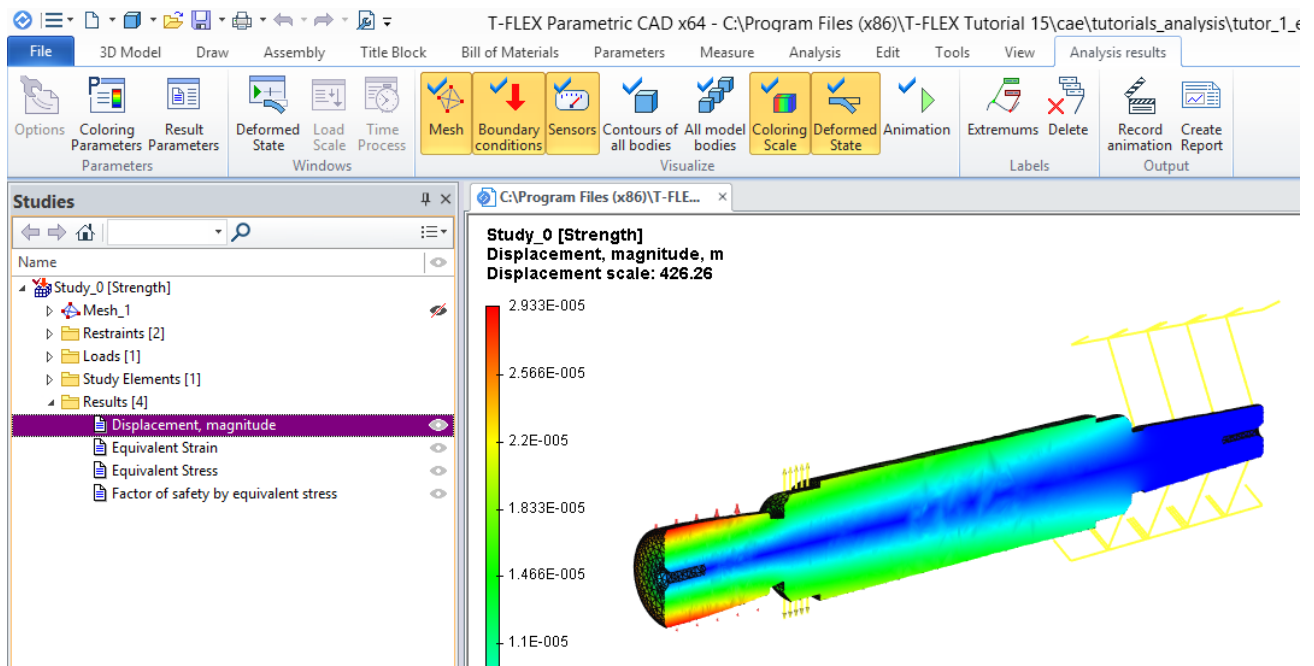 T-FLEX Parametric CAD x64 - C:\Program Files (x86)\T-FLEX Tutorial 15\cae\tutorials_analysis\tutor_1_e
File 3D Model Draw Assembly Title Block Bill of Materials Parameters Measure Analysis Edit Tools View Analysis results
Options Coloring Parameters Result Parameters Deformed State Load Scale Time Process Mesh Boundary conditions Sensors Contours of all bodies All model bodies Coloring Scale Deformed State Animation Extremums Delete Record animation Create Report
Parameters Windows Visualize Labels Output
Studies
C:\Program Files (x86)\T-FLE...
Name
Study_0 [Strength]
Mesh_1
Restraints [2]
Loads [1]
Study Elements [1]
Results [4]
Displacement, magnitude
Equivalent Strain
Equivalent Stress
Factor of safety by equivalent stress
Study_0 [Strength]
Displacement, magnitude, m
Displacement scale: 426.26
2.933E-005
2.566E-005
2.2E-005
1.833E-005
1.466E-005
1.1E-005